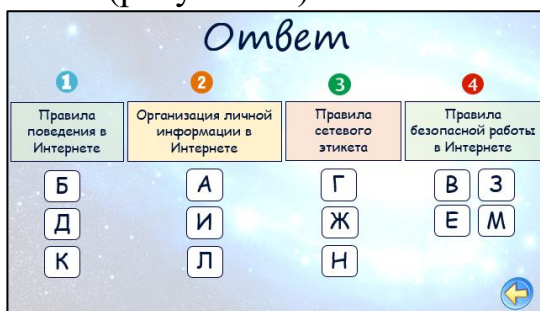 Ответ
1 2 3 4
Правила поведения в Интернете
Организация личной информации в Интернете
Правила сетевого этикета
Правила безопасной работы в Интернете
Б А Г В З
Д И Ж Е М
К Л Н